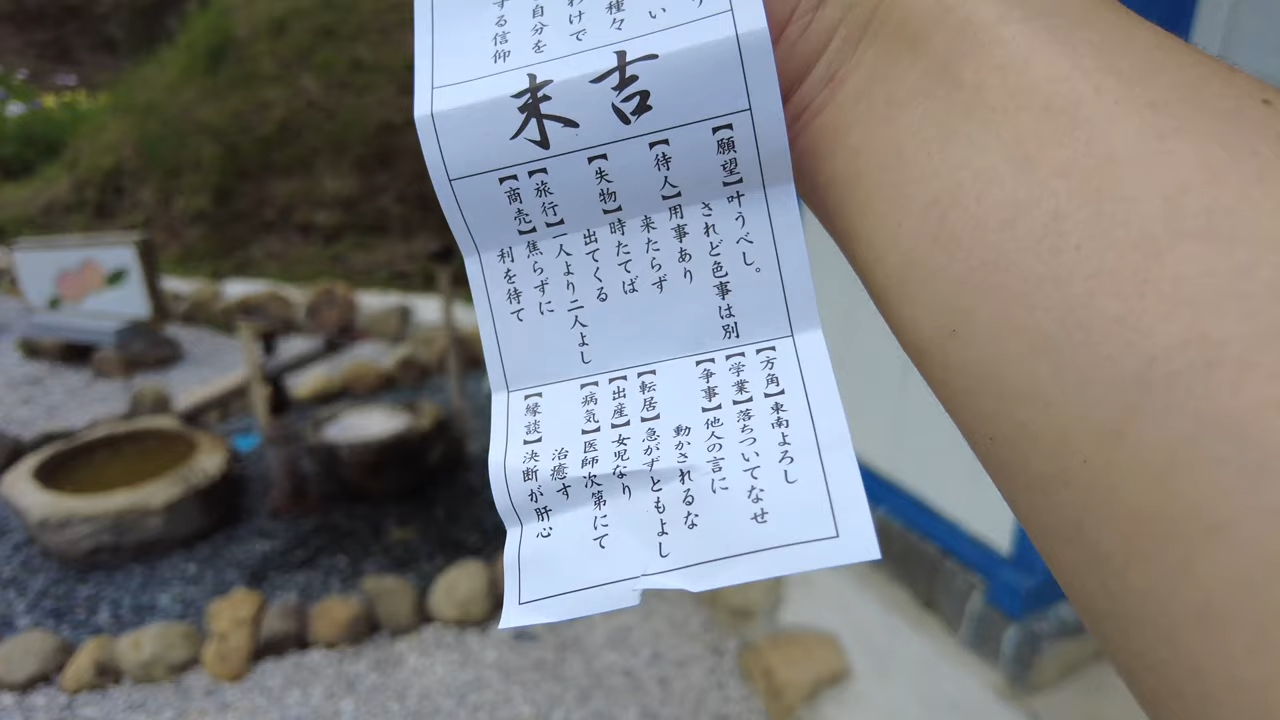 い
種々
わけで
自分を
する信仰
末吉
【願望】叶うべし。
されど色事は別
【待人】用事あり
来たらず
【失物】時たてば
出てくる
【旅行】一人より二人よし
【商売】焦らずに
利を待て
【方角】東南よろし
【学業】落ちついてなせ
【争事】他人の言に
動かされるな
【転居】急がずともよし
【出産】女児なり
【病気】医師次第にて
治癒す
【縁談】決断が肝心